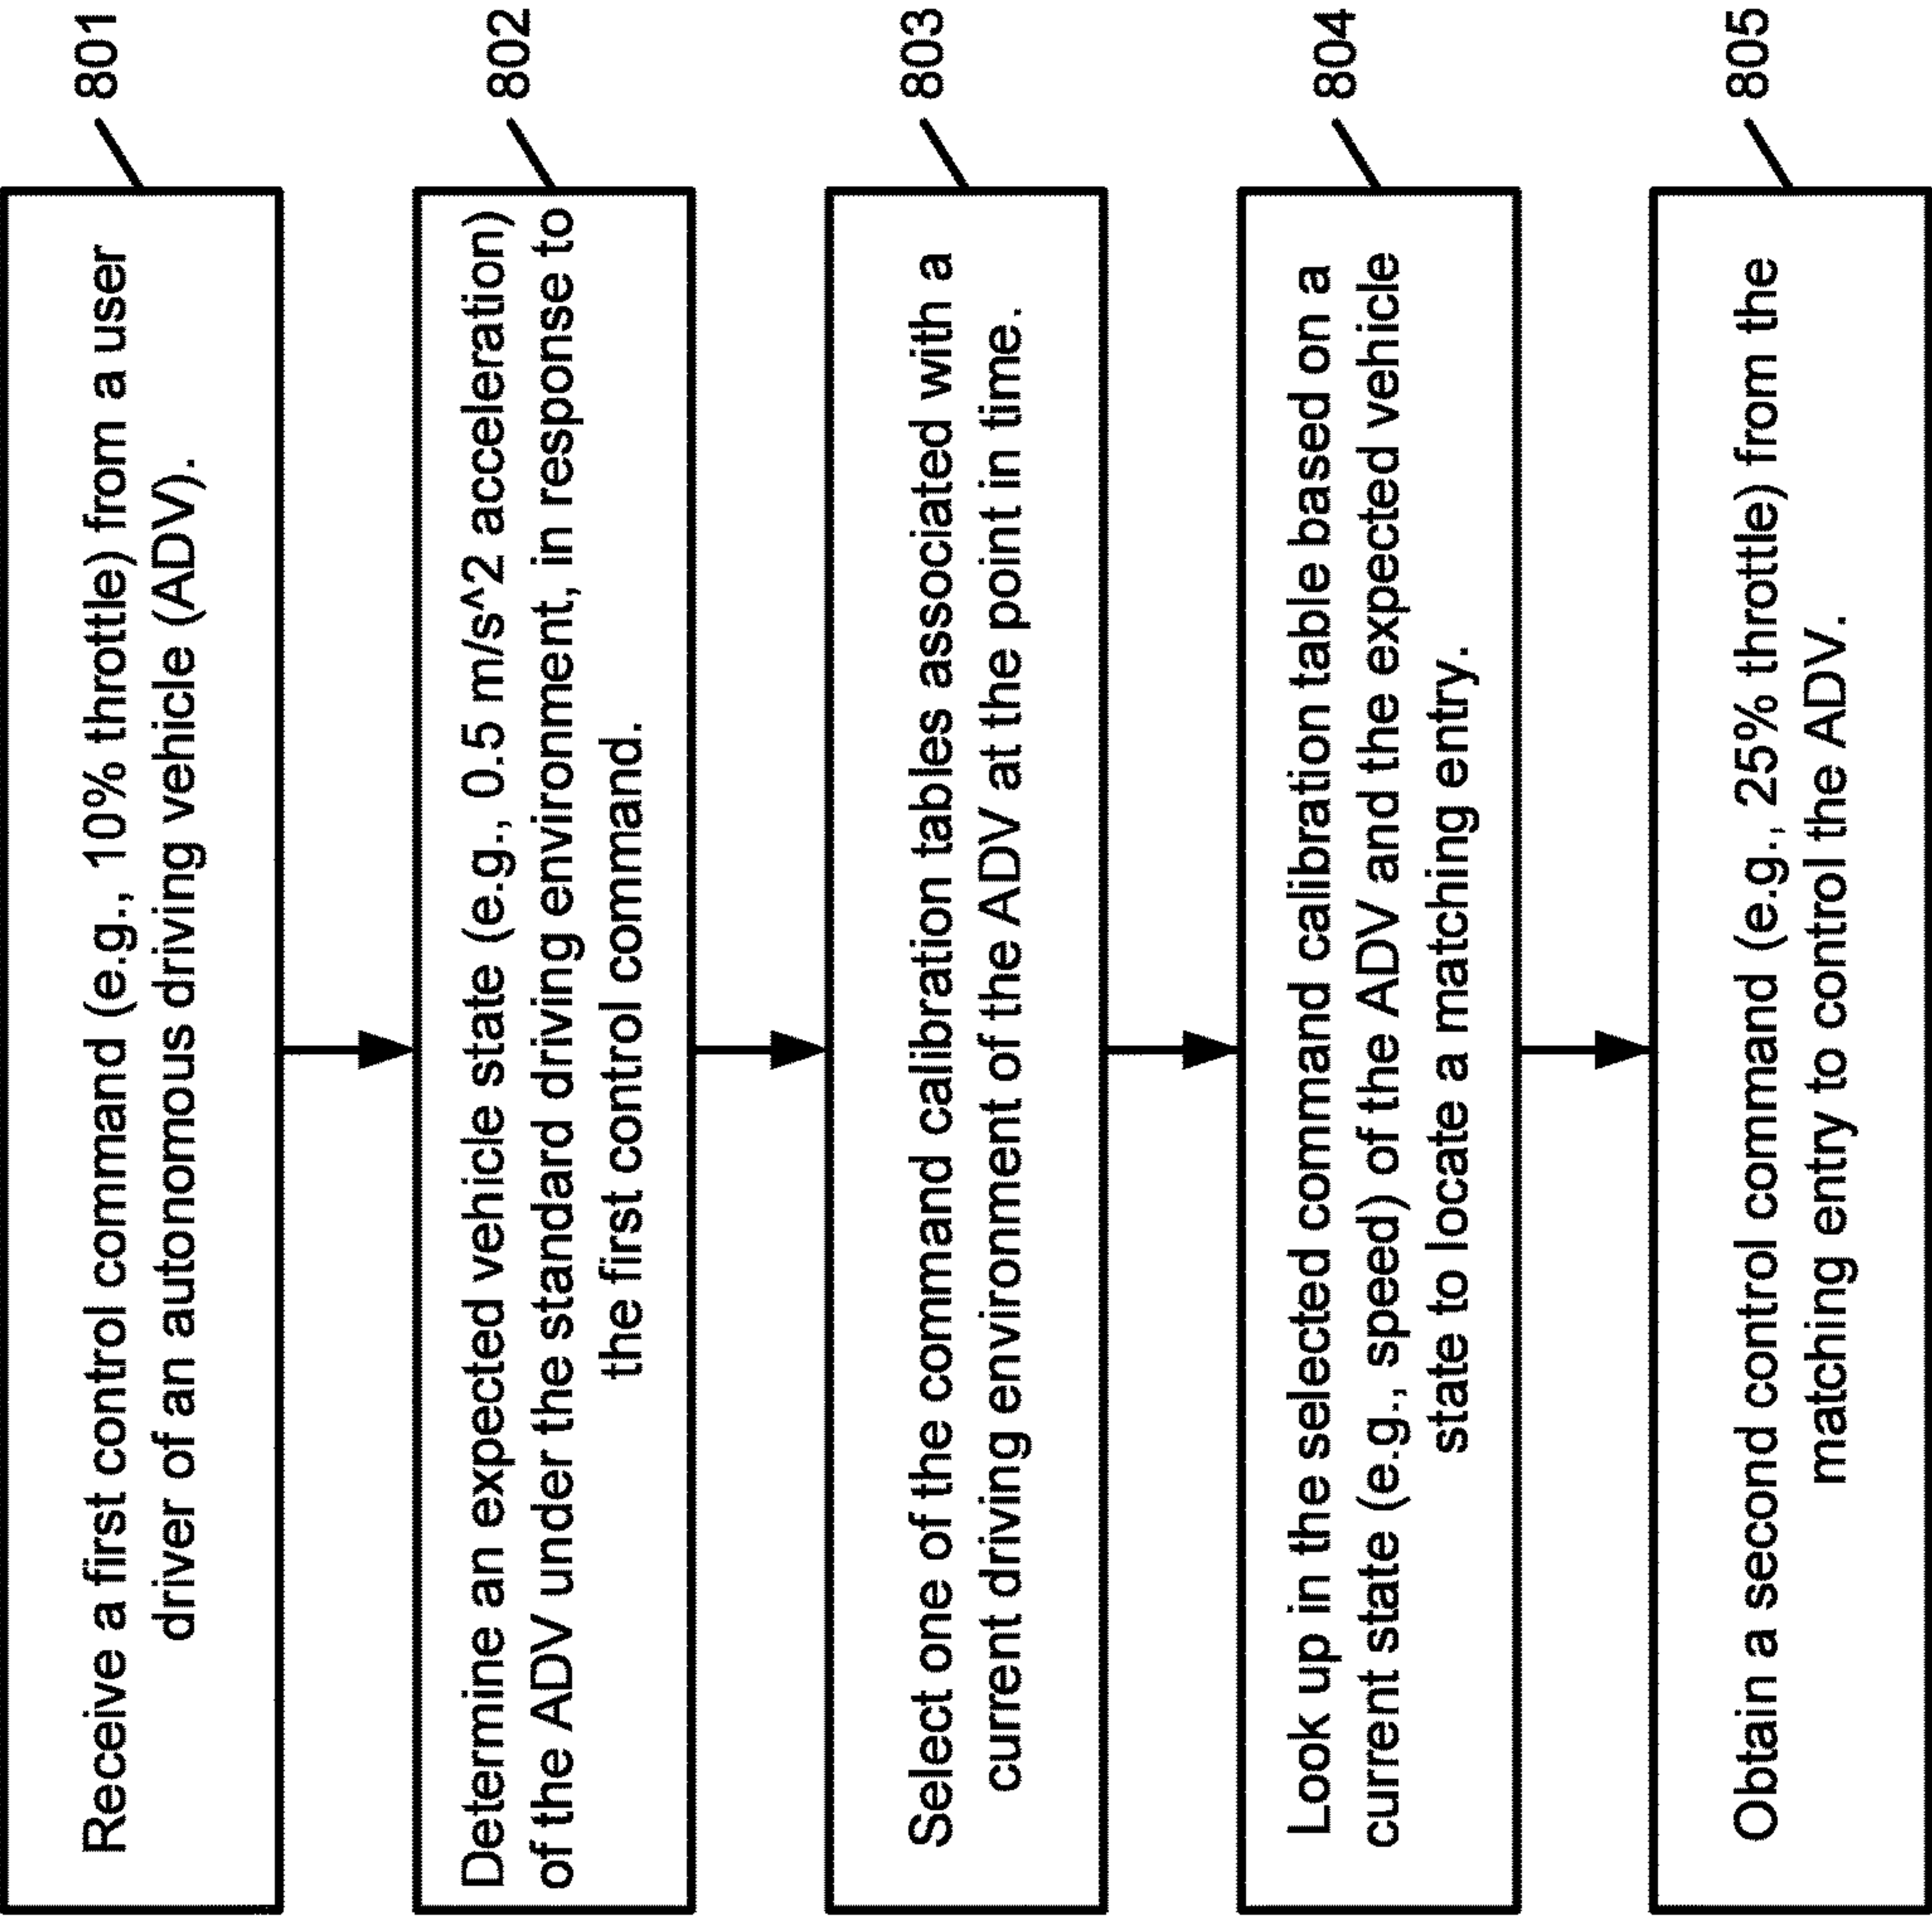 Receive a first control command (e.g., 10% throttle) from a user
driver of an autonomous driving vehicle (ADV).
801
Determine an expected vehicle state (e.g., 0.5 m/s^2 acceleration)
of the ADV under the standard driving environment, in response to
the first control command.
802
Select one of the command calibration tables associated with a
current driving environment of the ADV at the point in time.
803
Look up in the selected command calibration table based on a
current state (e.g., speed) of the ADV and the expected vehicle
state to locate a matching entry.
804
Obtain a second control command (e.g., 25% throttle) from the
matching entry to control the ADV.
805